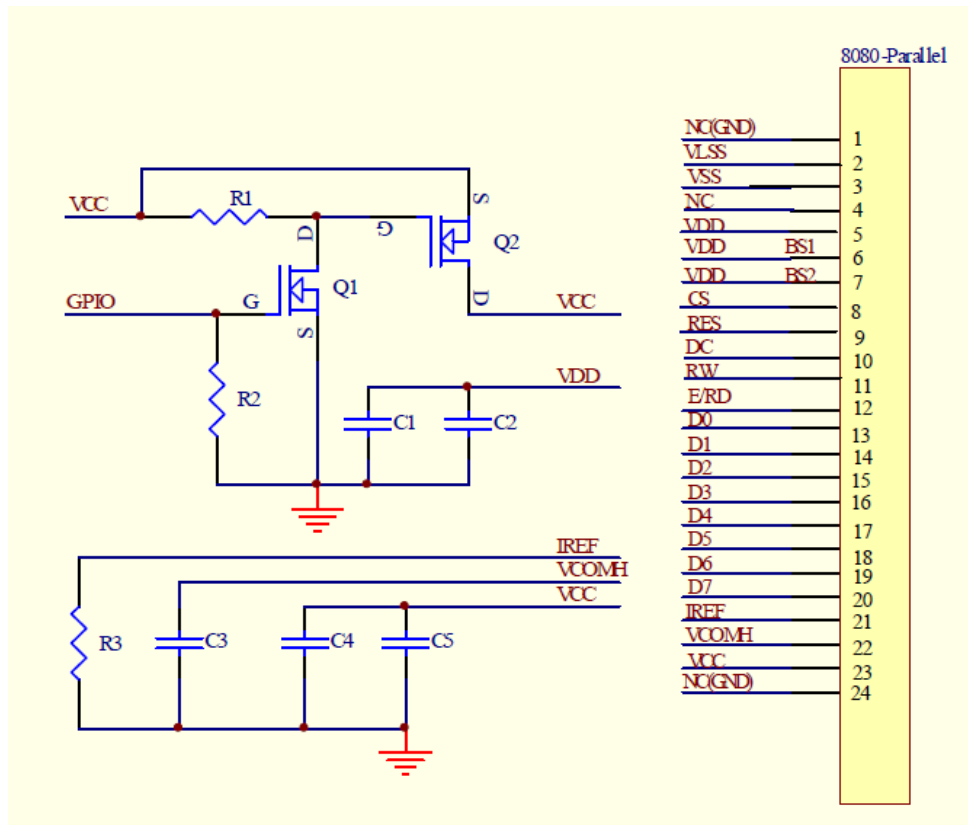 8080-Parallel
NC(GND) 1
VLSS 2
VSS 3
NC 4
VDD 5
VDD BS1 6
VDD BS2 7
CS 8
RES 9
DC 10
RW 11
E/RD 12
D0 13
D1 14
D2 15
D3 16
D4 17
D5 18
D6 19
D7 20
IREF 21
VCOMH 22
VCC 23
NC(GND) 24
VCC
R1
D
G
S
Q2
D
VCC
GPIO
G
Q1
S
R2
VDD
C1
C2
IREF
VCOMH
VCC
R3
C3
C4
C5